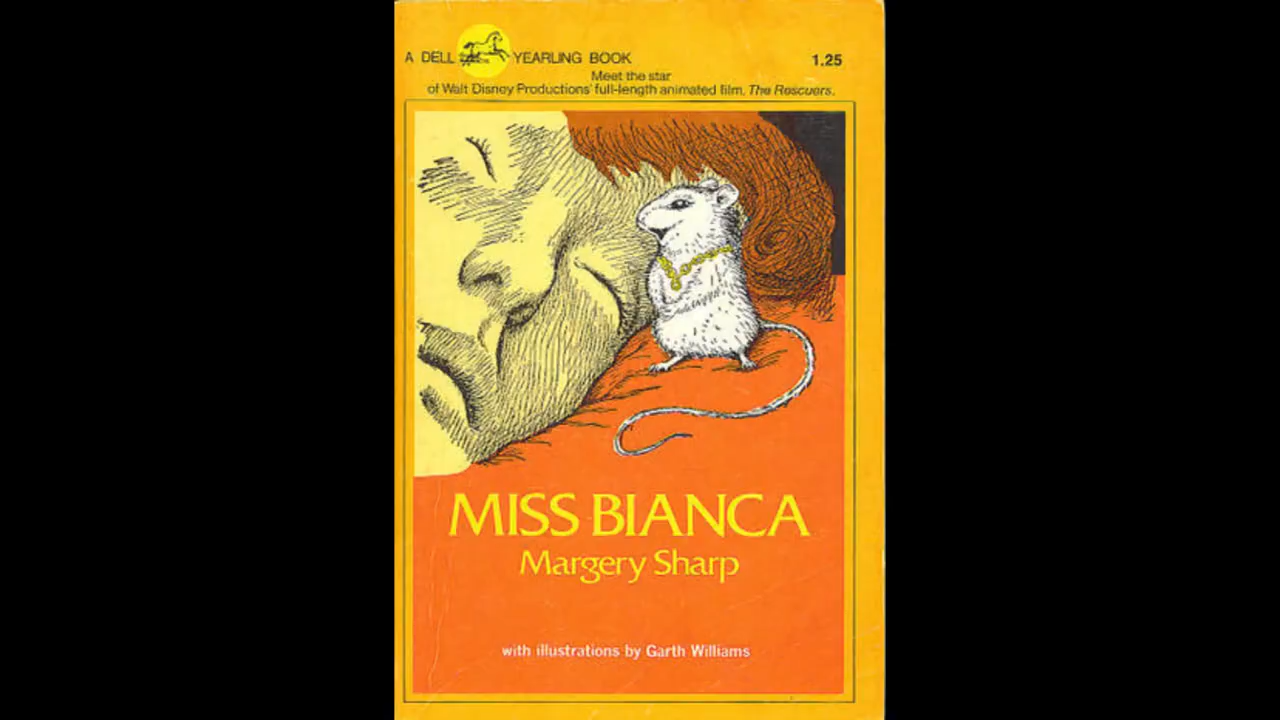 A DELL YEARLING BOOK 1.25
Meet the star
of Walt Disney Productions' full-length animated film, The Rescuers.
MISS BIANCA
Margery Sharp
with illustrations by Garth Williams